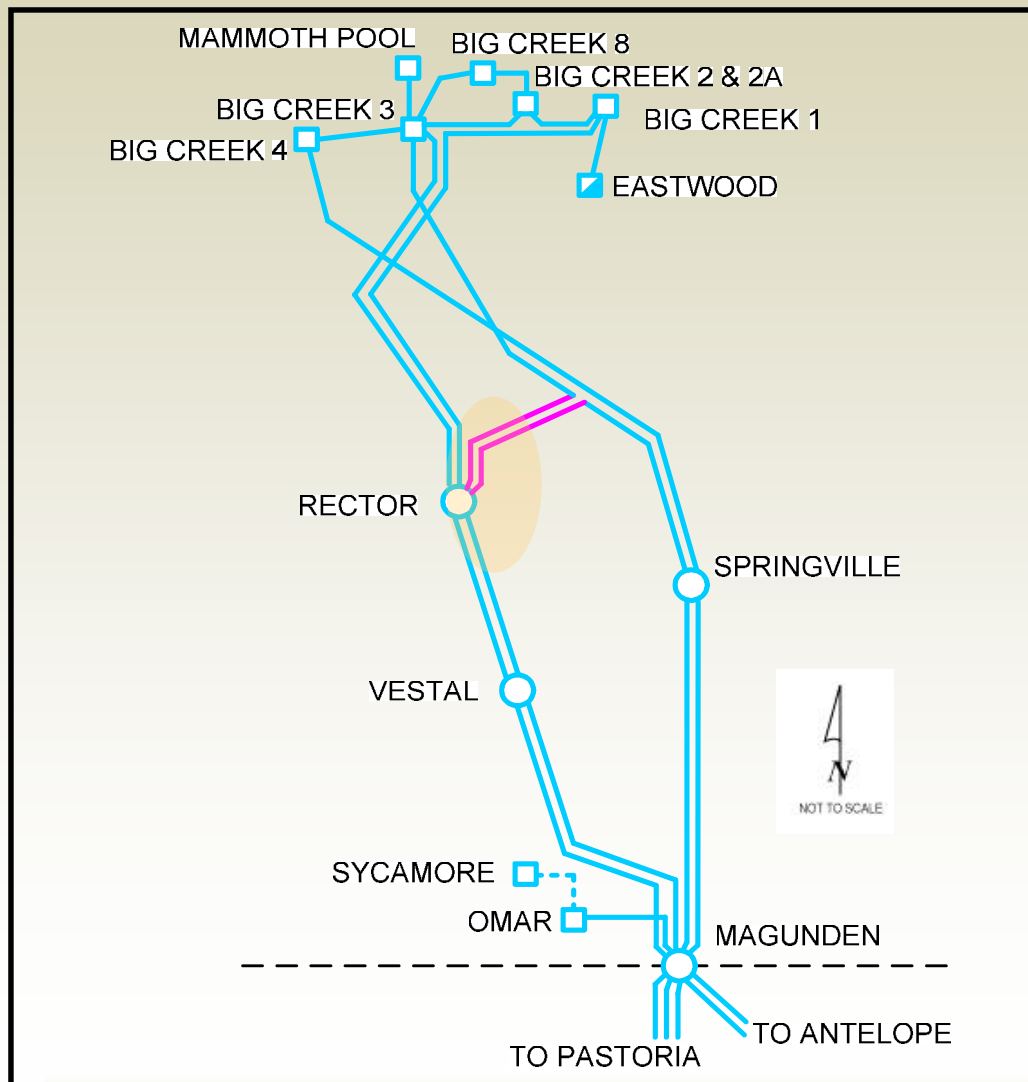 MAMMOTH POOL
BIG CREEK 8
BIG CREEK 2 & 2A
BIG CREEK 3
BIG CREEK 1
BIG CREEK 4
EASTWOOD
RECTOR
SPRINGVILLE
VESTAL
N
NOT TO SCALE
SYCAMORE
OMAR
MAGUNDEN
TO ANTELOPE
TO PASTORIA